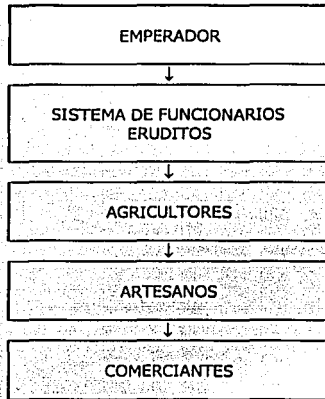 EMPERADOR
↓
SISTEMA DE FUNCIONARIOS
ERUDITOS
↓
AGRICULTORES
↓
ARTESANOS
↓
COMERCIANTES